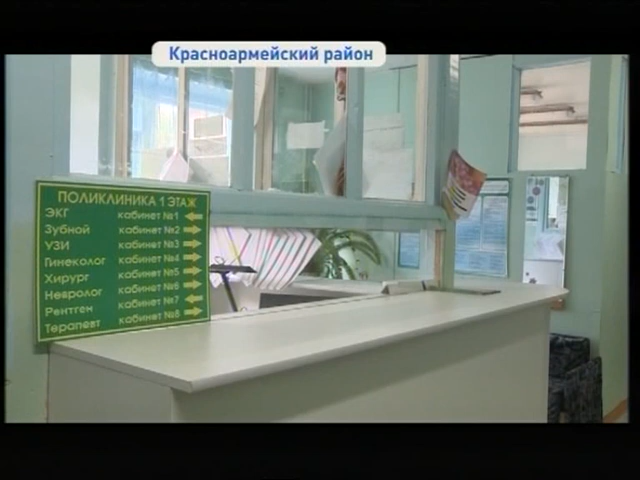 Красноармейский район
ПОЛИКЛИНИКА 1 ЭТАЖ
ЭКГ кабинет №1
Зубной кабинет №2
УЗИ кабинет №3
Гинеколог кабинет №4
Хирург кабинет №5
Невролог кабинет №6
Рентген кабинет №7
Терапевт кабинет №8